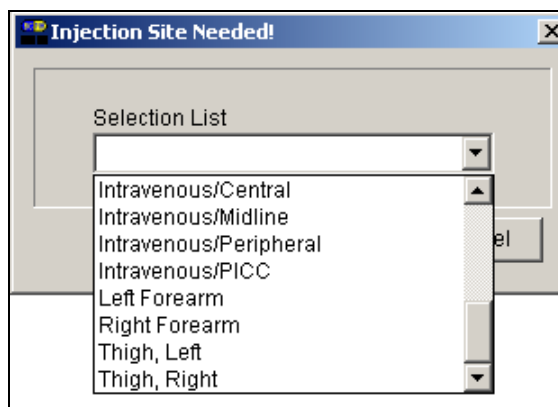 Injection Site Needed!
Selection List
Intravenous/Central
Intravenous/Midline
Intravenous/Peripheral
Intravenous/PICC
Left Forearm
Right Forearm
Thigh, Left
Thigh, Right
el